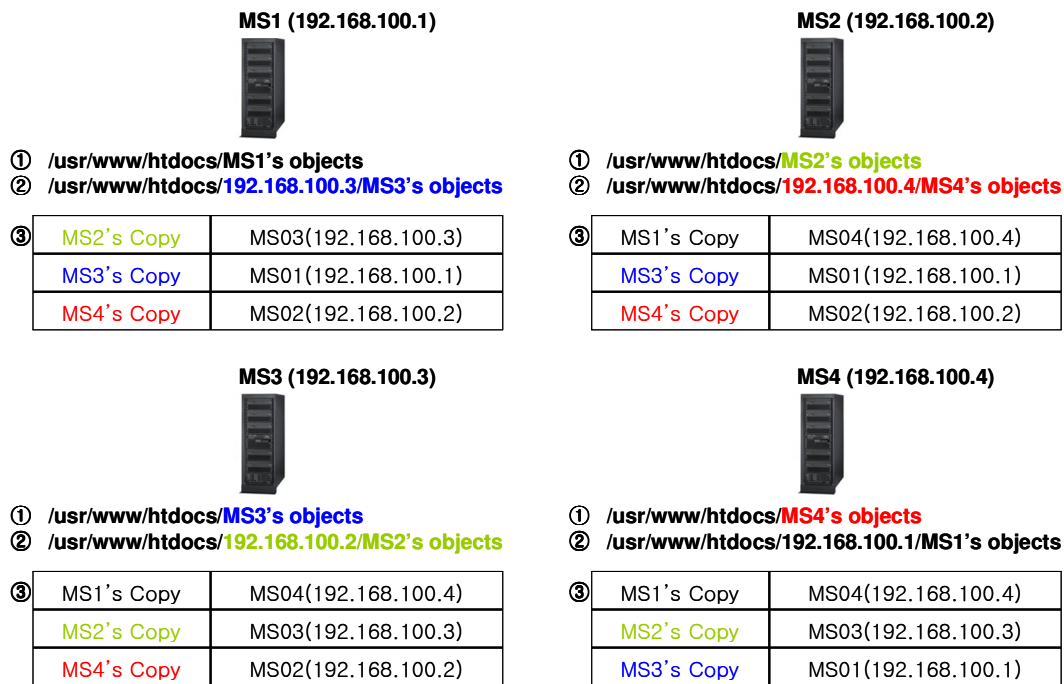 MS1 (192.168.100.1)
① /usr/www/htdocs/MS1’s objects
② /usr/www/htdocs/192.168.100.3/MS3’s objects
③ MS2’s Copy MS03(192.168.100.3)
MS3’s Copy MS01(192.168.100.1)
MS4’s Copy MS02(192.168.100.2)
MS2 (192.168.100.2)
① /usr/www/htdocs/MS2’s objects
② /usr/www/htdocs/192.168.100.4/MS4’s objects
③ MS1’s Copy MS04(192.168.100.4)
MS3’s Copy MS01(192.168.100.1)
MS4’s Copy MS02(192.168.100.2)
MS3 (192.168.100.3)
① /usr/www/htdocs/MS3’s objects
② /usr/www/htdocs/192.168.100.2/MS2’s objects
③ MS1’s Copy MS04(192.168.100.4)
MS2’s Copy MS03(192.168.100.3)
MS4’s Copy MS02(192.168.100.2)
MS4 (192.168.100.4)
① /usr/www/htdocs/MS4’s objects
② /usr/www/htdocs/192.168.100.1/MS1’s objects
③ MS1’s Copy MS04(192.168.100.4)
MS2’s Copy MS03(192.168.100.3)
MS3’s Copy MS01(192.168.100.1)